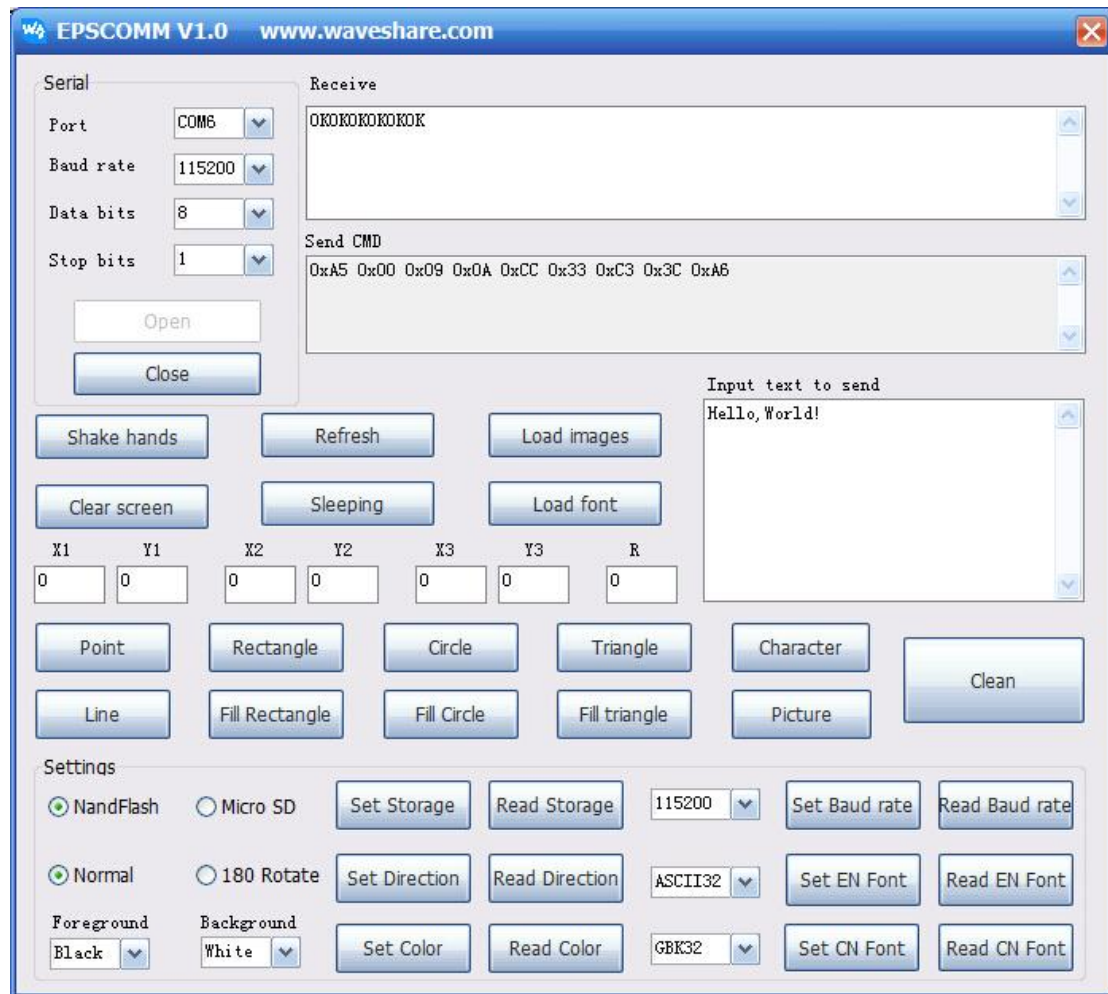 EPSCOMM V1.0 www.waveshare.com
Serial
Port COM6
Baud rate 115200
Data bits 8
Stop bits 1
Open
Close
Receive
OKOKOKOKOKOK
Send CMD
0xA5 0x00 0x09 0x0A 0xCC 0x33 0xC3 0x3C 0xA6
Input text to send
Hello,World!
Shake hands Refresh Load images
Clear screen Sleeping Load font
X1 Y1 X2 Y2 X3 Y3 R
0 0 0 0 0 0 0
Point Rectangle Circle Triangle Character
Clean
Line Fill Rectangle Fill Circle Fill triangle Picture
Settings
NandFlash Micro SD Set Storage Read Storage 115200 Set Baud rate Read Baud rate
Normal 180 Rotate Set Direction Read Direction ASCII32 Set EN Font Read EN Font
Foreground Background
Black White Set Color Read Color GBK32 Set CN Font Read CN Font